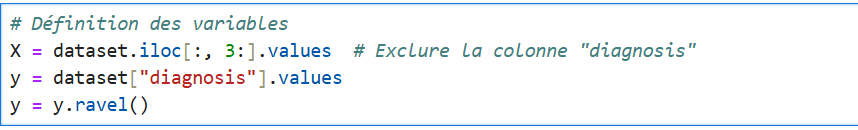 # Définition des variables
X = dataset.iloc[:, 3:].values  # Exclure la colonne "diagnosis"
y = dataset["diagnosis"].values
y = y.ravel()